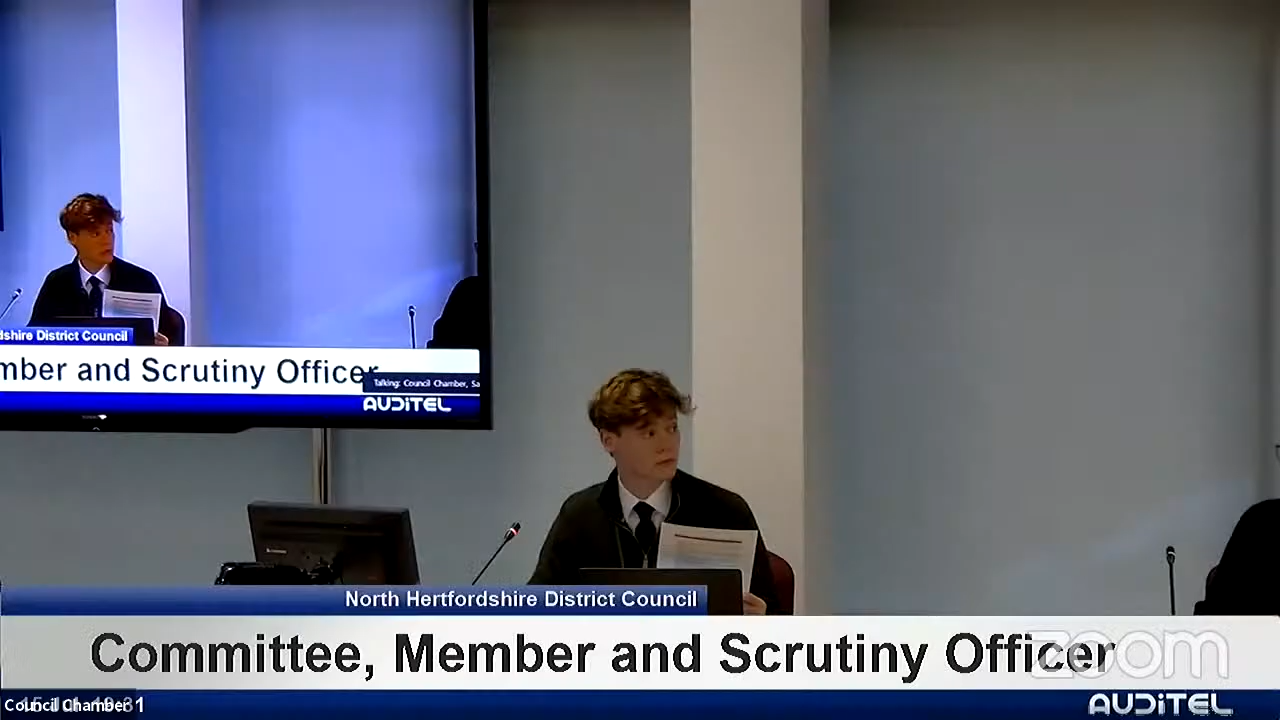 dshire District Council
mber and Scrutiny Officer
Talking: Council Chamber, Sa
AUDiTEL
North Hertfordshire District Council
Committee, Member and Scrutiny Officer
zoom
Council Chamber
AUDiTEL